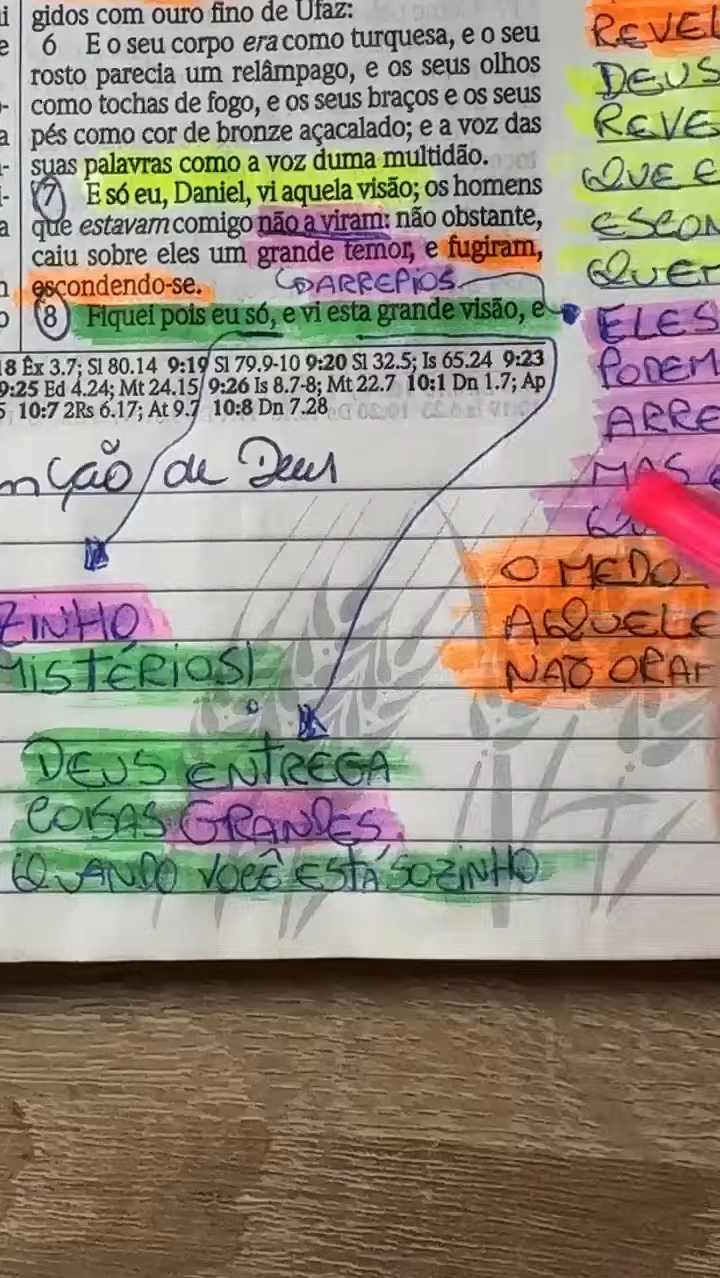 gidos com ouro fino de Ufaz:
6 E o seu corpo era como turquesa, e o seu
rosto parecia um relâmpago, e os seus olhos
como tochas de fogo, e os seus braços e os seus
pés como cor de bronze açacalado; e a voz das
suas palavras como a voz duma multidão.
7 E só eu, Daniel, vi aquela visão; os homens
que estavam comigo não a viram: não obstante,
caiu sobre eles um grande temor, e fugiram,
escondendo-se.
ARREPIOS
8 Fiquei pois eu só, e vi esta grande visão, e
18 Êx 3.7; Sl 80.14 9:19 Sl 79.9-10 9:20 Sl 32.5; Is 65.24 9:23
9:25 Ed 4.24; Mt 24.15 9:26 Is 8.7-8; Mt 22.7 10:1 Dn 1.7; Ap
5 10:7 2Rs 6.17; At 9.7 10:8 Dn 7.28
nção de Deus
ZINHO
MISTÉRIOS!
DEUS ENTREGA
COISAS GRANDES
QUANDO VOCÊ ESTÁ SOZINHO
REVEL
DEUS
REVE
QUE E
ESCON
QUER
ELES
PODEM
ARRE
MAS
O MEDO
AQUELE
NÃO ORA